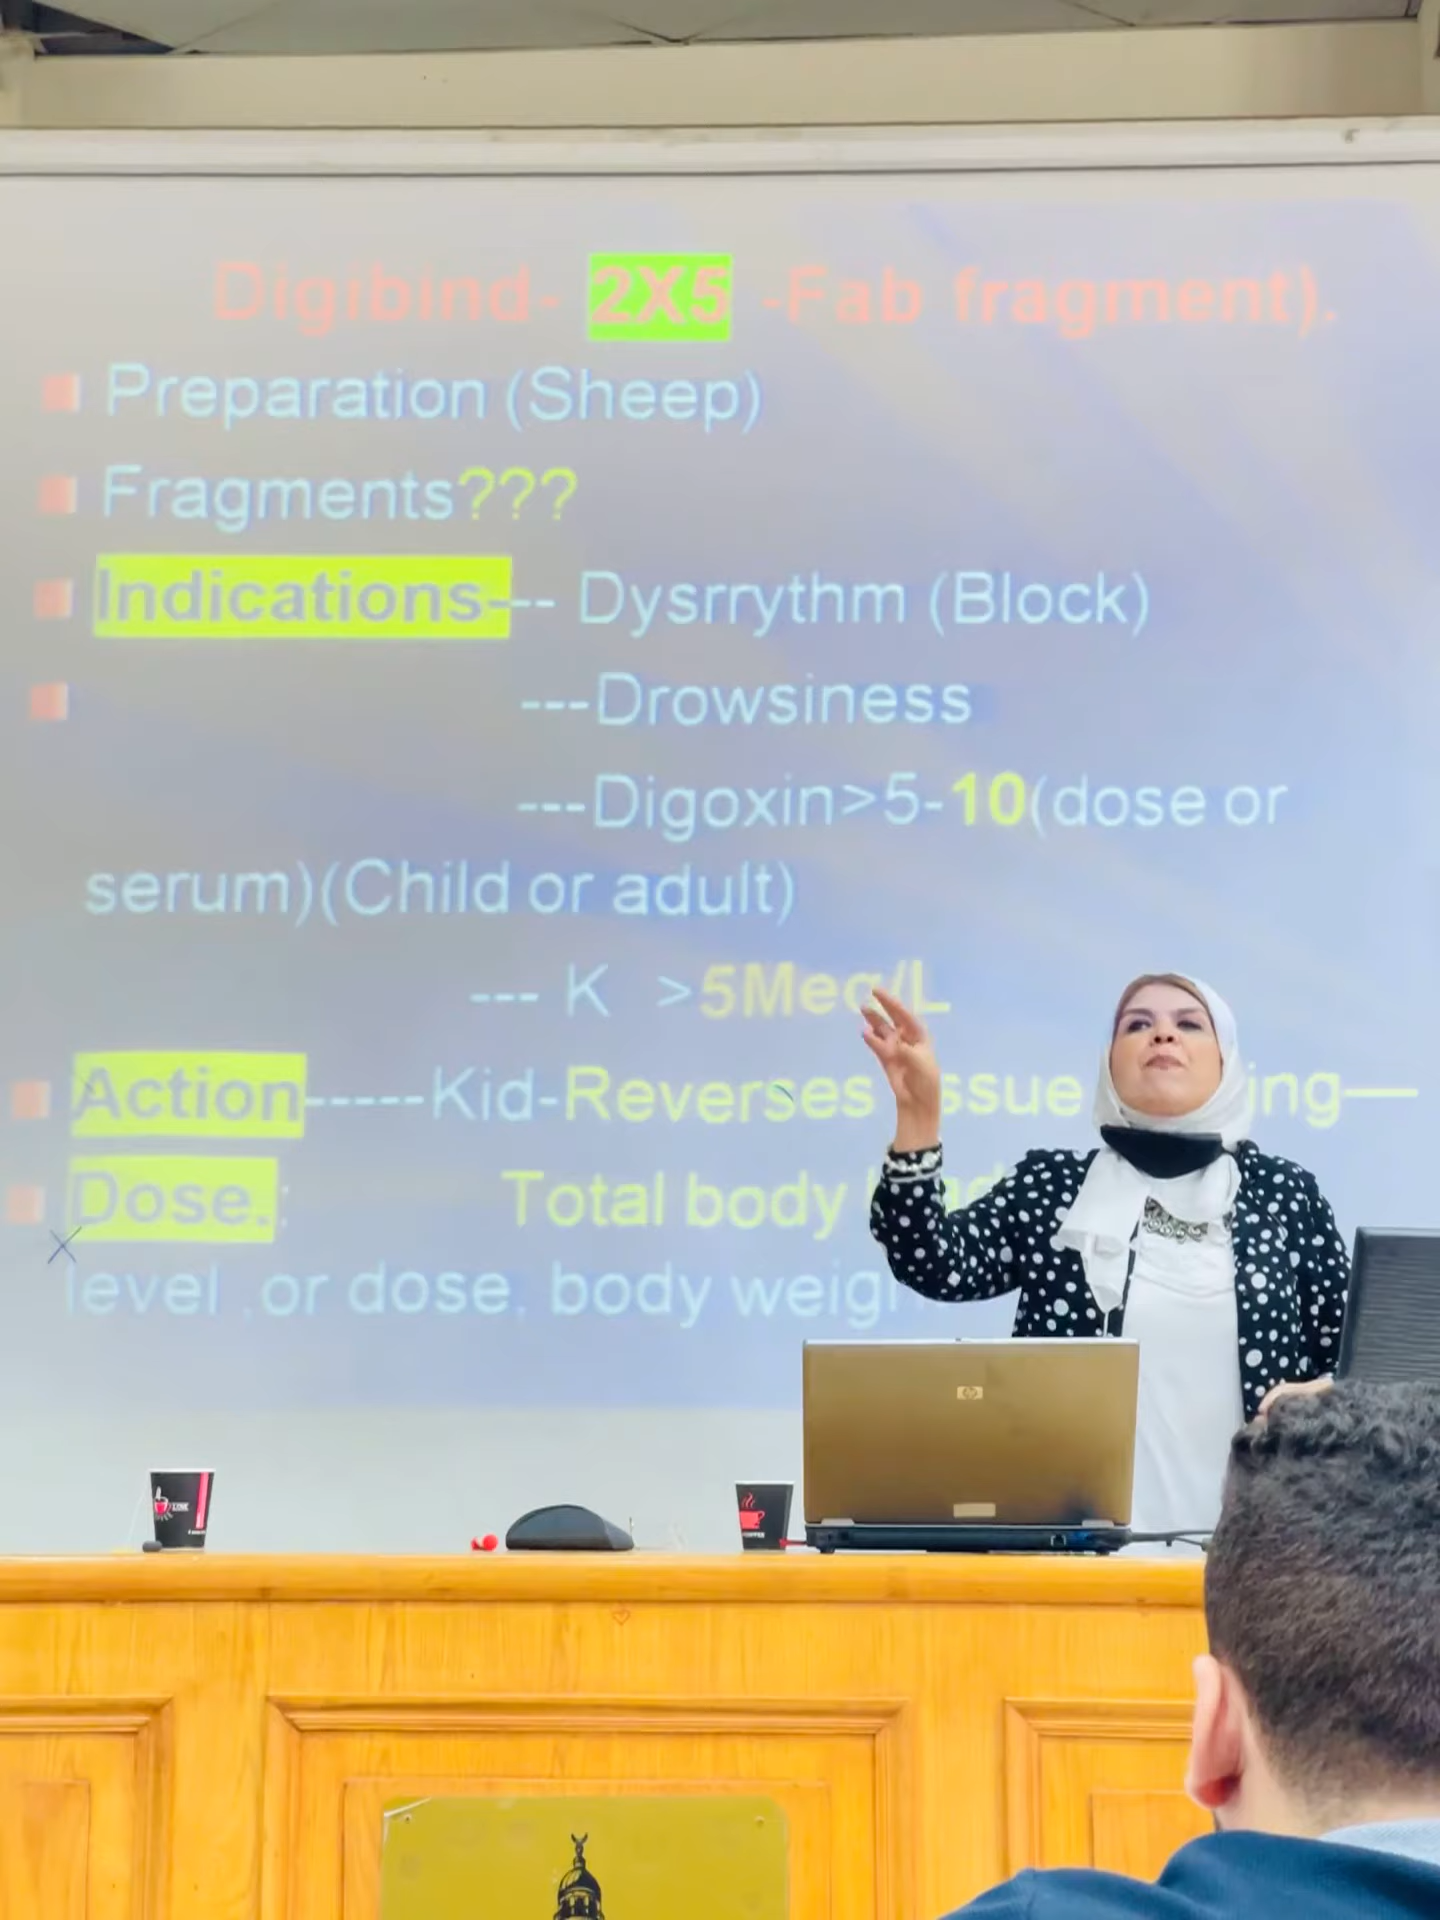 Digibind- 2X5 -Fab fragment).
Preparation (Sheep)
Fragments???
Indications--- Dysrrythm (Block)
---Drowsiness
---Digoxin>5-10(dose or
serum)(Child or adult)
--- K >5Meq/L
Action-----Kid-Reverses
Dose.: Total body
level ,or dose, body
hp